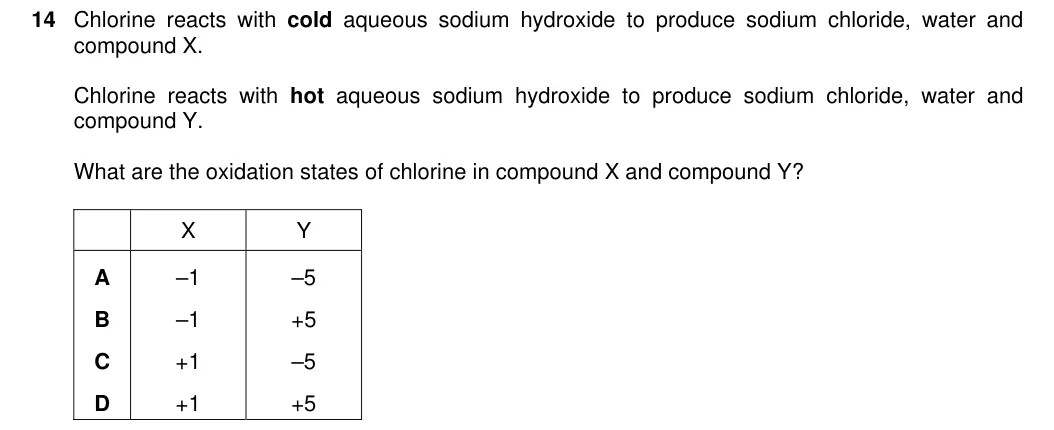 14 Chlorine reacts with cold aqueous sodium hydroxide to produce sodium chloride, water and
compound X.
Chlorine reacts with hot aqueous sodium hydroxide to produce sodium chloride, water and
compound Y.
What are the oxidation states of chlorine in compound X and compound Y?
X Y
A –1 –5
B –1 +5
C +1 –5
D +1 +5